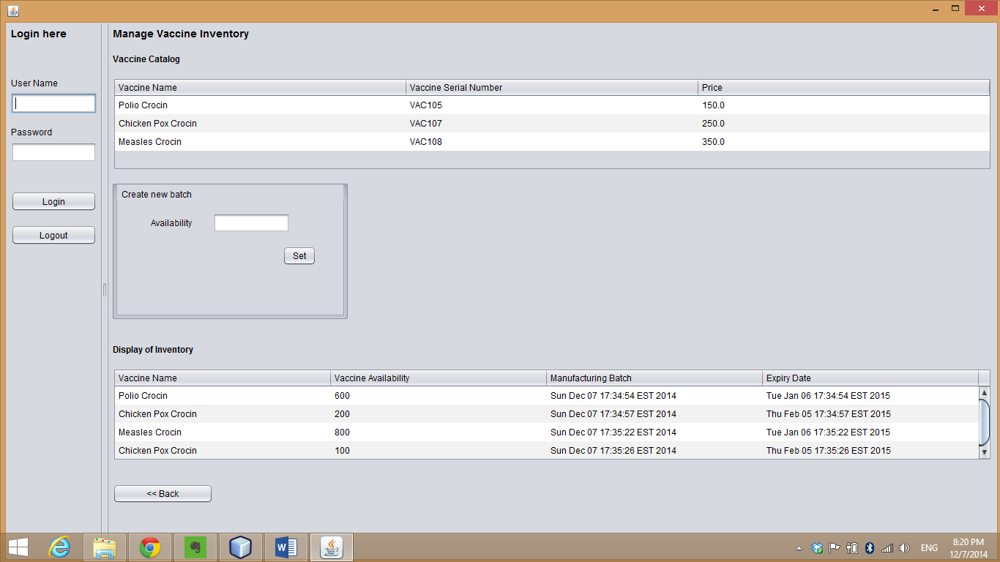 Login here
User Name
Password
Login
Logout
Manage Vaccine Inventory
Vaccine Catalog
Vaccine Name Vaccine Serial Number Price
Polio Crocin VAC105 150.0
Chicken Pox Crocin VAC107 250.0
Measles Crocin VAC108 350.0
Create new batch
Availability
Set
Display of Inventory
Vaccine Name Vaccine Availability Manufacturing Batch Expiry Date
Polio Crocin 600 Sun Dec 07 17:34:54 EST 2014 Tue Jan 06 17:34:54 EST 2015
Chicken Pox Crocin 200 Sun Dec 07 17:34:57 EST 2014 Thu Feb 05 17:34:57 EST 2015
Measles Crocin 800 Sun Dec 07 17:35:22 EST 2014 Tue Jan 06 17:35:22 EST 2015
Chicken Pox Crocin 100 Sun Dec 07 17:35:26 EST 2014 Thu Feb 05 17:35:26 EST 2015
<< Back
ENG
8:20 PM
12/7/2014